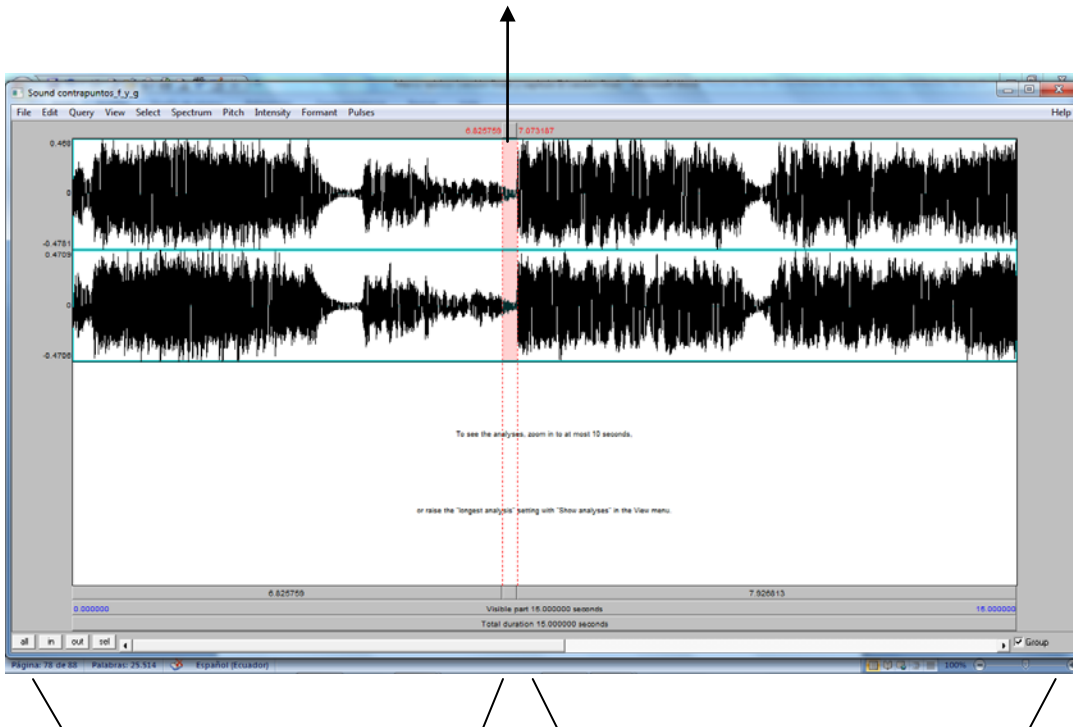 Sound contrapuntos_f_y_g
File Edit Query View Select Spectrum Pitch Intensity Formant Pulses Help
6.825759 7.073187
0.468
0
-0.4781
0.4709
0
-0.4706
To see the analyses, zoom in to at most 10 seconds,
or raise the "longest analysis" setting with "Show analyses" in the View menu.
6.825759 7.926813
0.000000 Visible part 15.000000 seconds 15.000000
Total duration 15.000000 seconds
all in out sel Group
Página: 78 de 88 Palabras: 25.514 Español (Ecuador) 100%